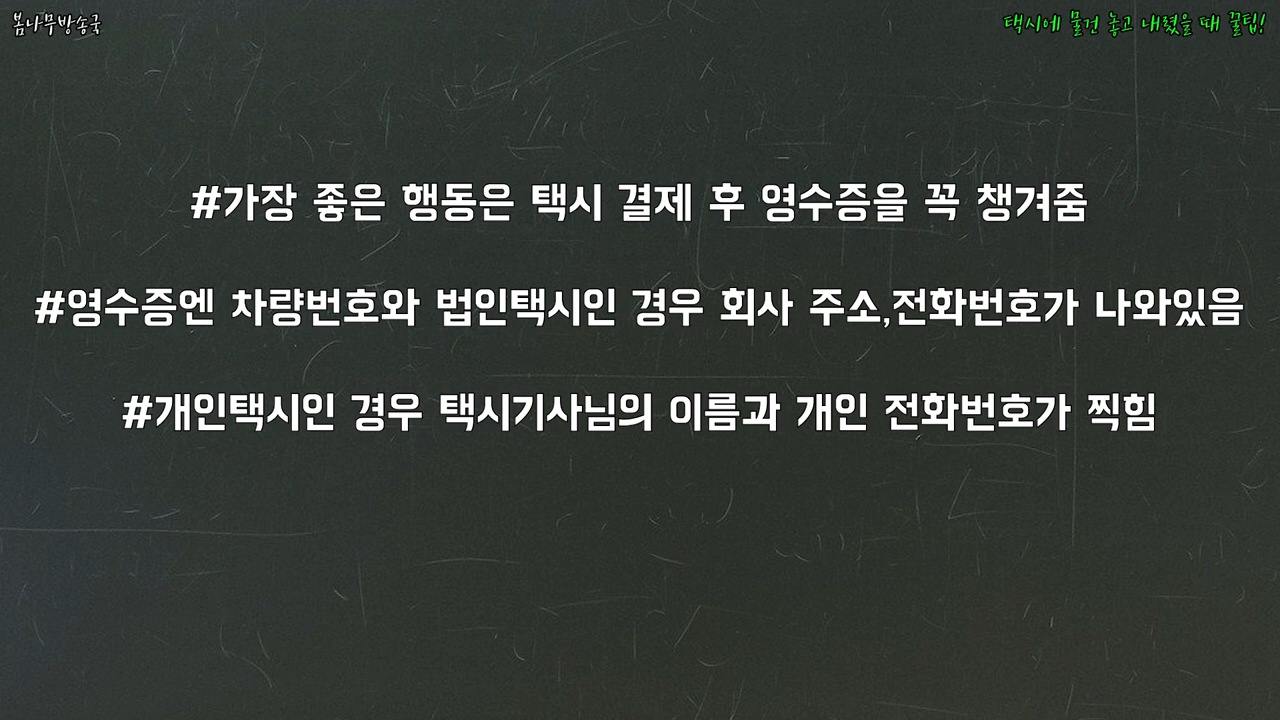 봄나무방송국
택시에 물건 놓고 내렸을 때 꿀팁!
#가장 좋은 행동은 택시 결제 후 영수증을 꼭 챙겨줌
#영수증엔 차량번호와 법인택시인 경우 회사 주소,전화번호가 나와있음
#개인택시인 경우 택시기사님의 이름과 개인 전화번호가 찍힘